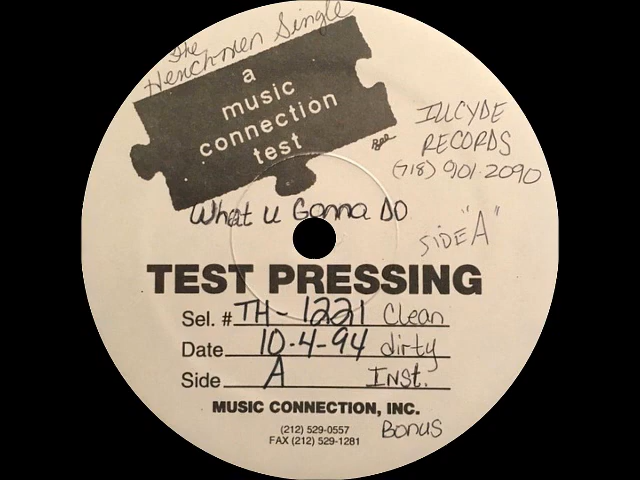 The
Henchmen Single
a
music
connection
test
ILLCYDE
RECORDS
(718) 901-2090
What u Gonna DO
SIDE "A"
TEST PRESSING
Sel. # TH-1221 Clean
Date 10-4-94 dirty
Side A Inst.
MUSIC CONNECTION, INC.
(212) 529-0557
FAX (212) 529-1281
Bonus